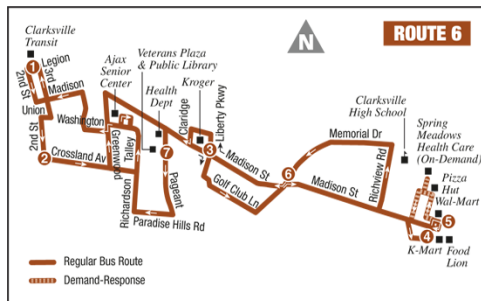 ROUTE 6
N
Clarksville
Transit
1
Legion
3rd
2nd St
Madison
Union
2nd St
2
Washington
Crossland Av
Ajax
Senior
Center
Greenwood
Talley
Richardson
Veterans Plaza
& Public Library
Health
Dept
7
Pageant
Paradise Hills Rd
Kroger
Claridge
Liberty Pkwy
3
Madison St
Golf Club Ln
6
Memorial Dr
Madison St
Richview Rd
Clarksville
High School
Spring
Meadows
Health Care
(On-Demand)
Pizza
Hut
Wal-Mart
5
4
K-Mart
Food
Lion
Regular Bus Route
Demand-Response